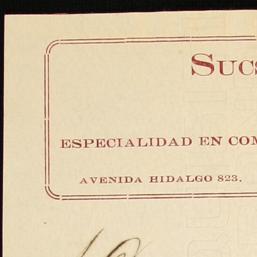 Sucs
ESPECIALIDAD EN COM
AVENIDA HIDALGO 823.